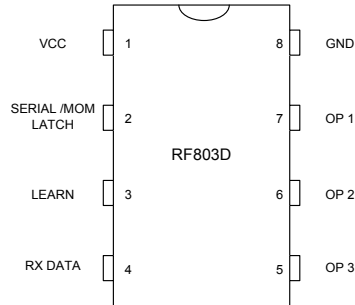 VCC 1 8 GND
SERIAL /MOM
LATCH 2 7 OP 1
RF803D
LEARN 3 6 OP 2
RX DATA 4 5 OP 3